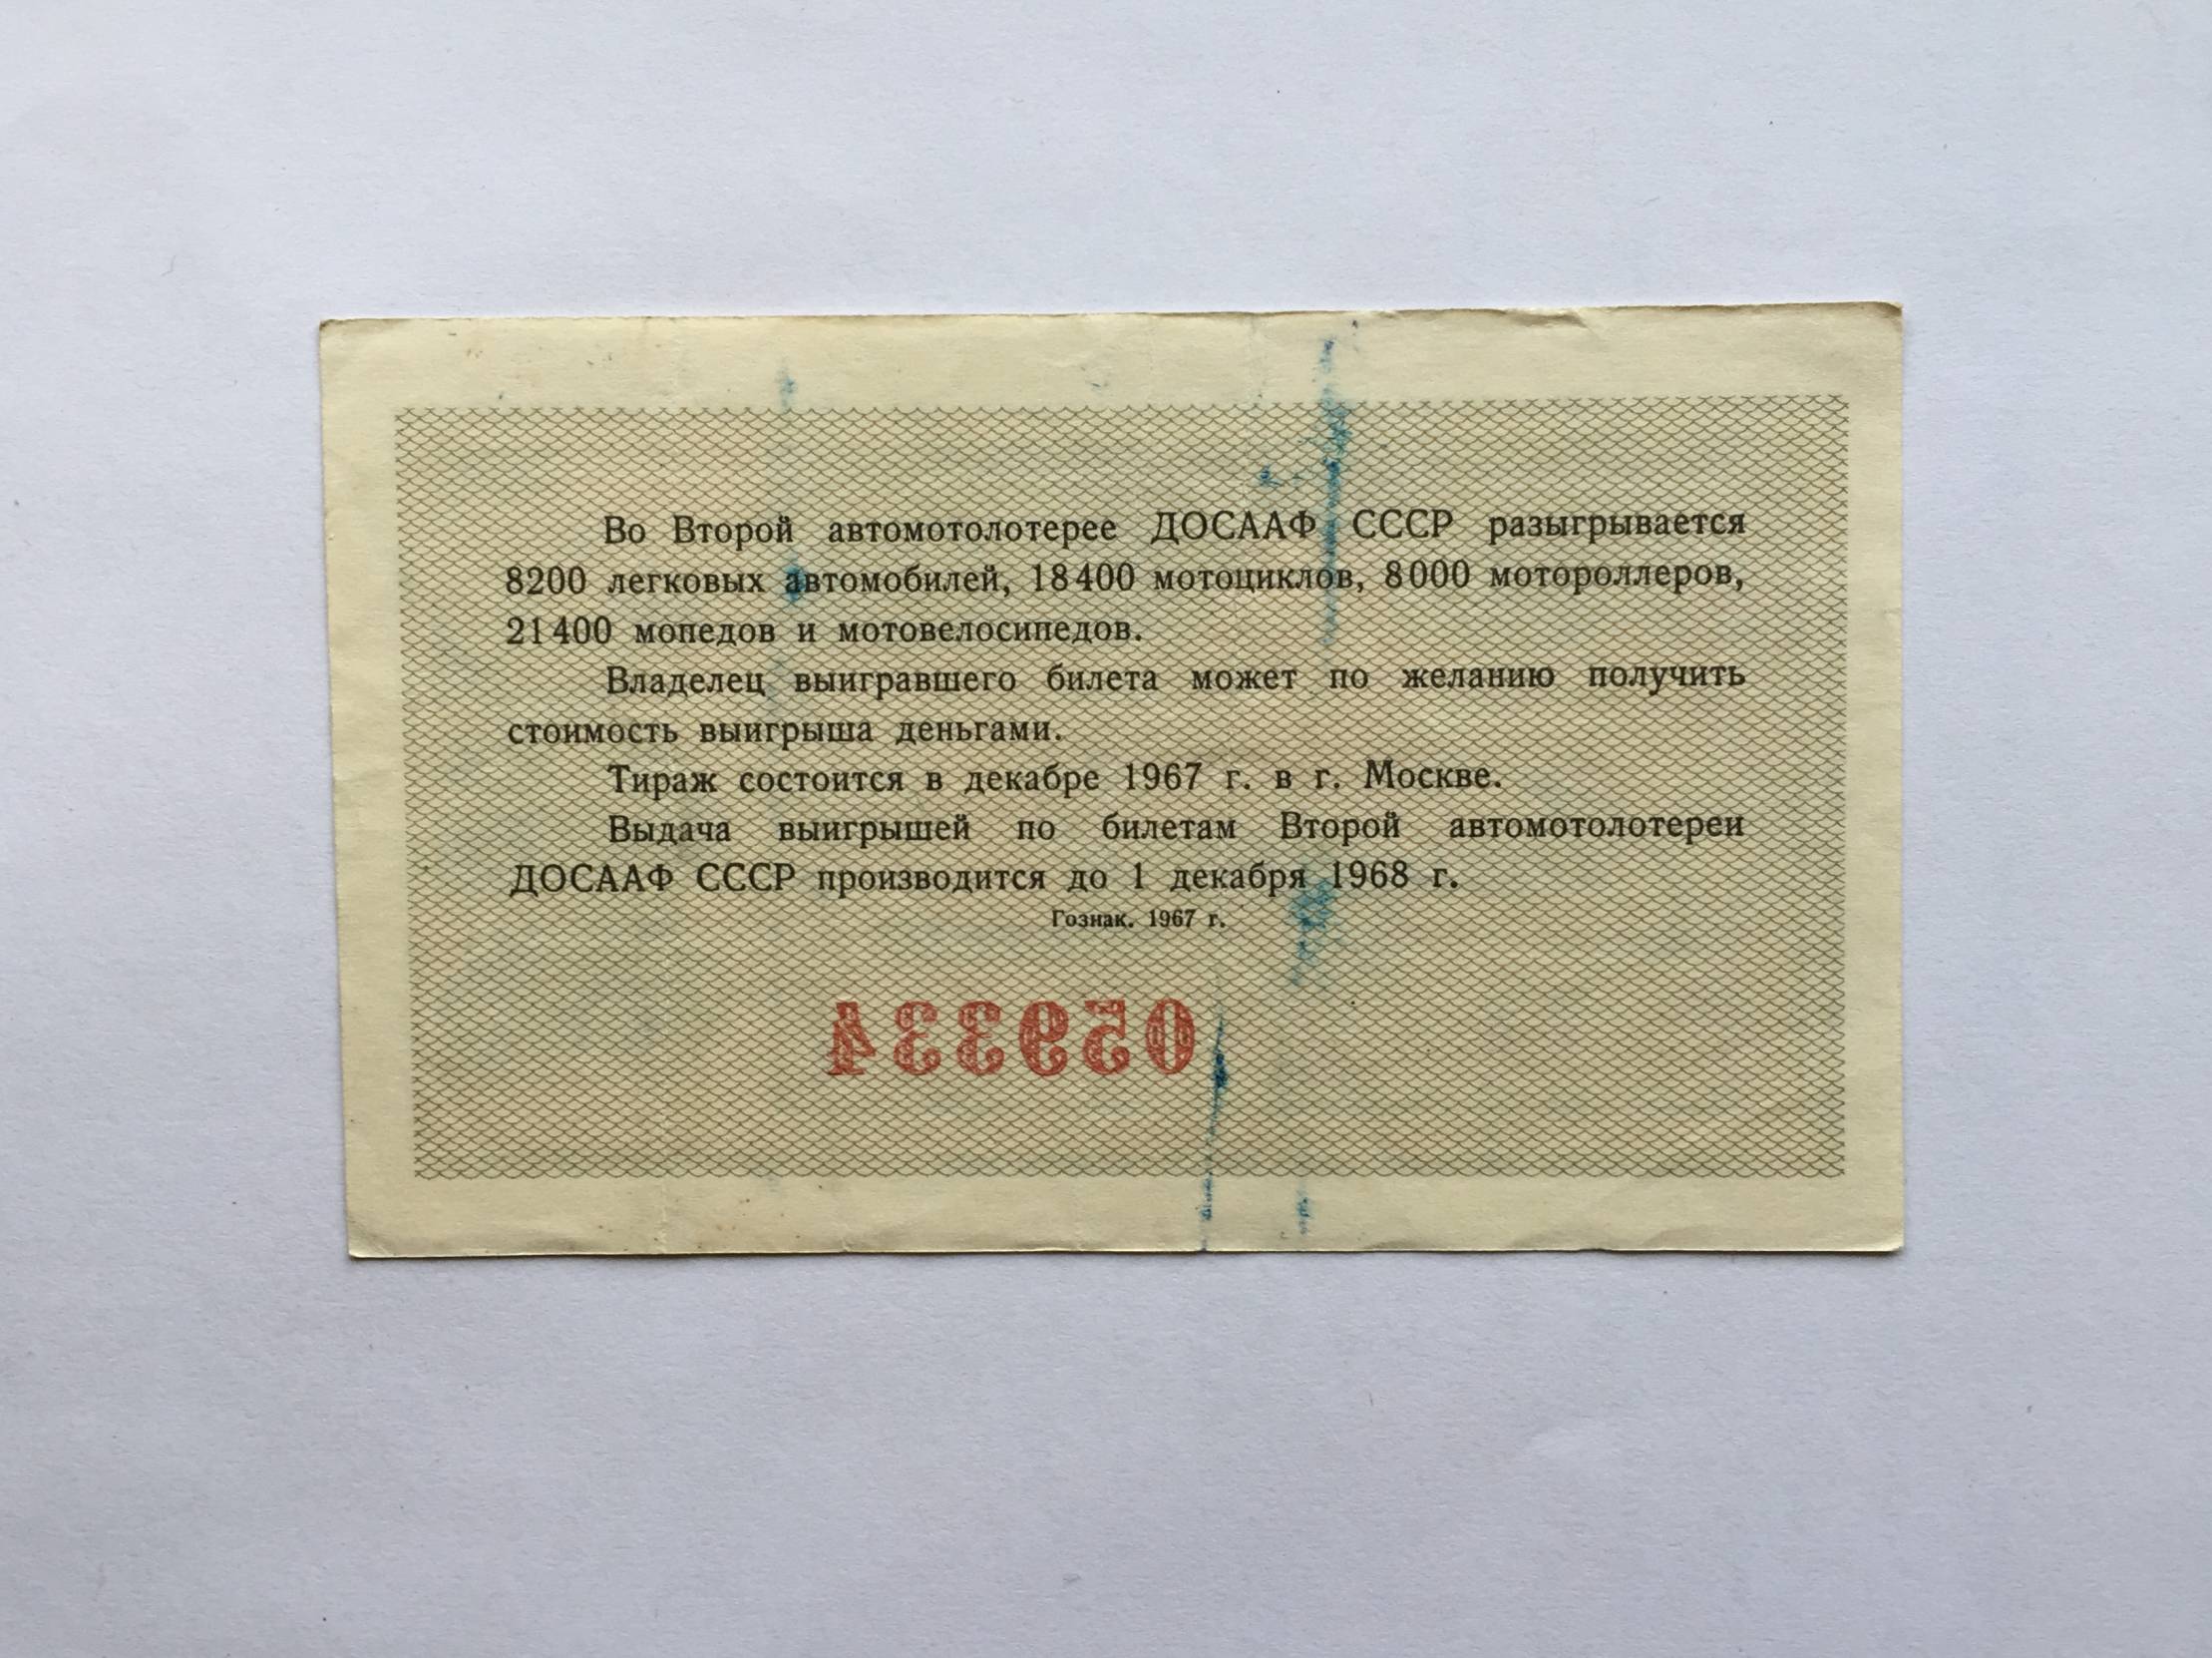 Во Второй автомотолотерее ДОСААФ СССР разыгрывается
8200 легковых автомобилей, 18400 мотоциклов, 8000 мотороллеров,
21400 мопедов и мотовелосипедов.
Владелец выигравшего билета может по желанию получить
стоимость выигрыша деньгами.
Тираж состоится в декабре 1967 г. в г. Москве.
Выдача выигрышей по билетам Второй автомотолотереи
ДОСААФ СССР производится до 1 декабря 1968 г.
Гознак. 1967 г.
059334